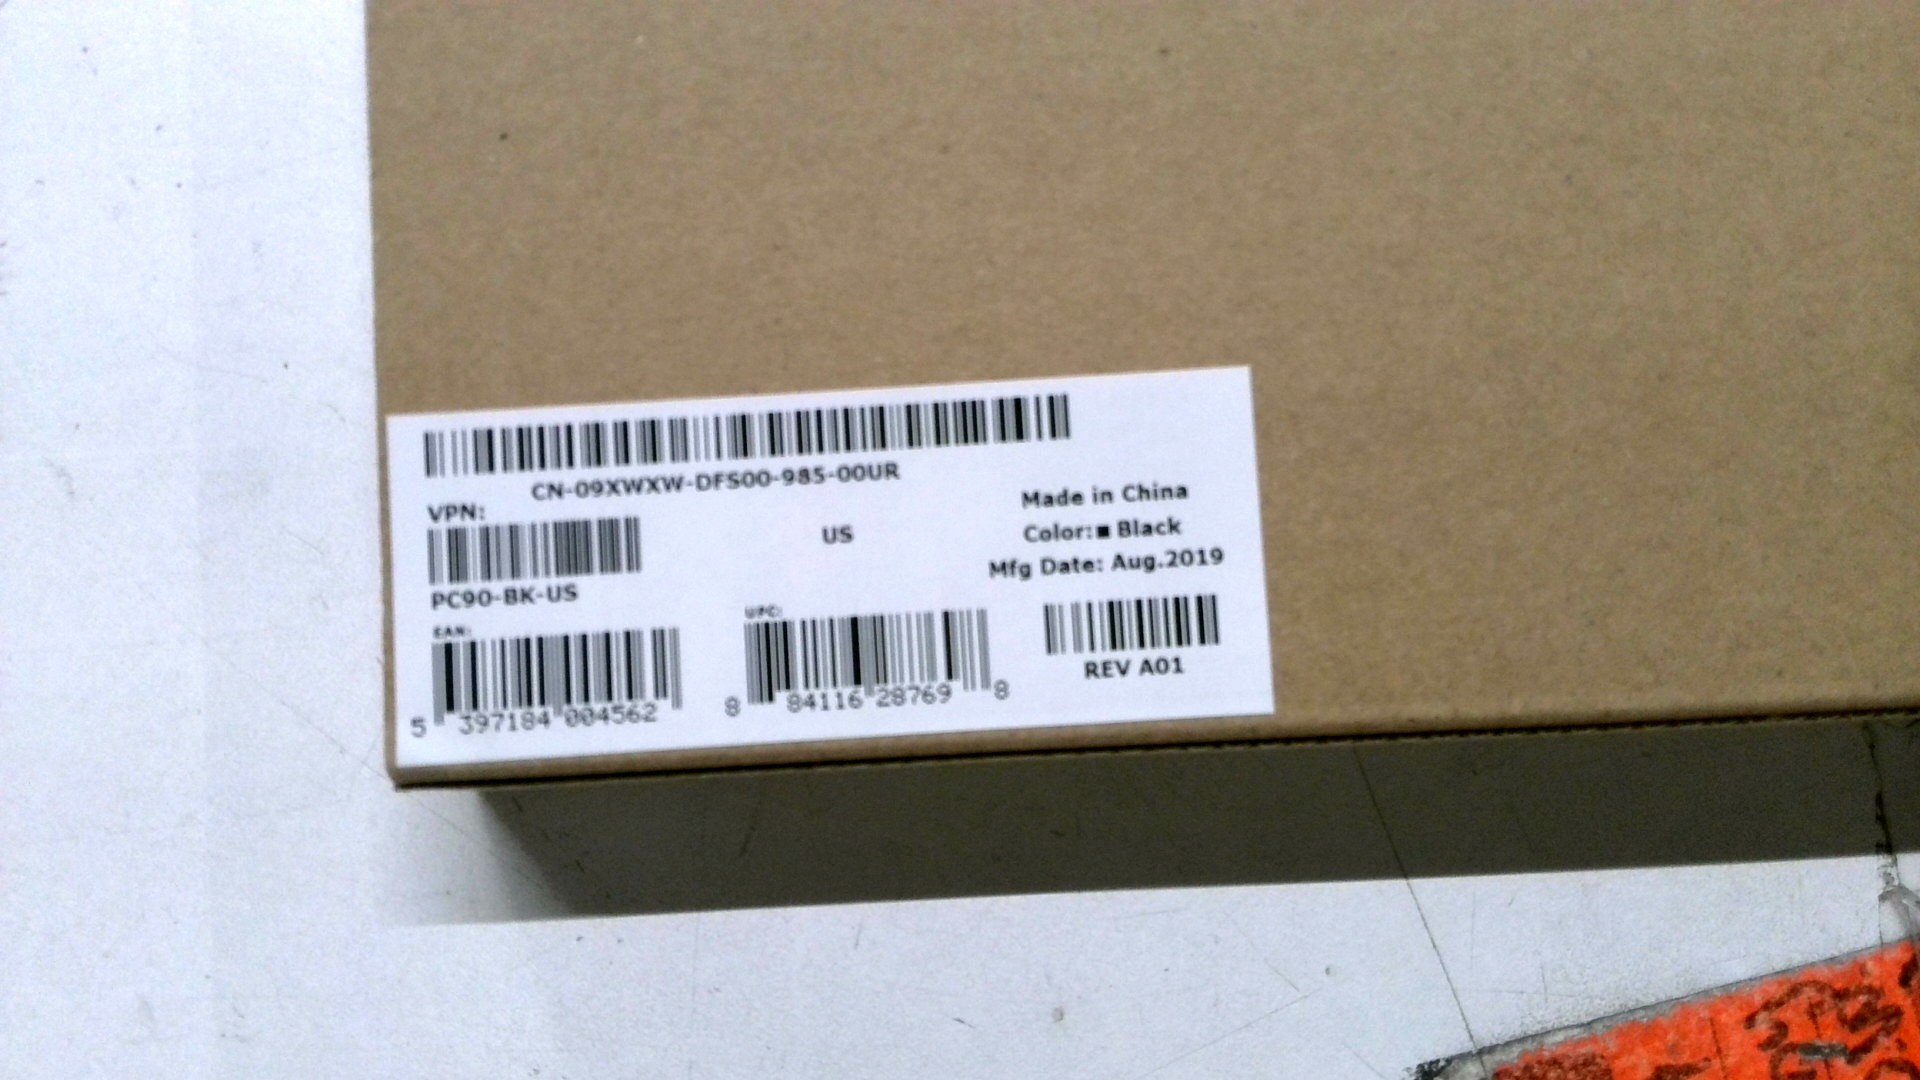 CN-09XWXW-DFS00-985-00UR
VPN:
PC90-BK-US
US
Made in China
Color: ■ Black
Mfg Date: Aug.2019
EAN:
5 397184 004562
UPC:
8 84116 28769 8
REV A01